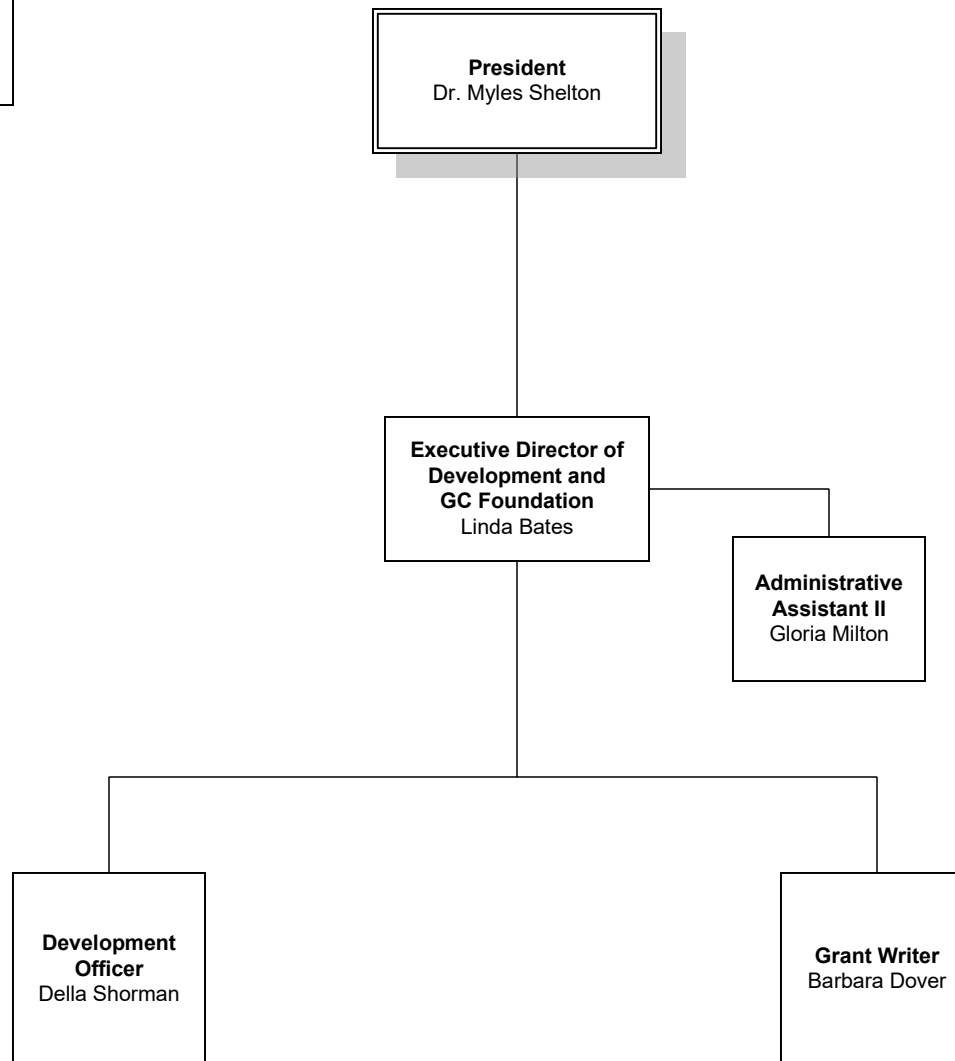 President
Dr. Myles Shelton
Executive Director of
Development and
GC Foundation
Linda Bates
Administrative
Assistant II
Gloria Milton
Development
Officer
Della Shorman
Grant Writer
Barbara Dover